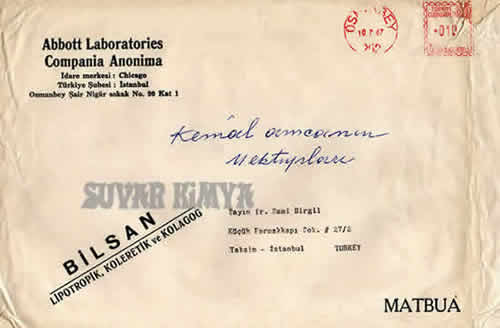 Abbott Laboratories
Compania Anonima
İdare merkezi : Chicago
Türkiye Şubesi : İstanbul
Osmanbey Şair Nigâr sokak No. 90 Kat 1
Kemâl amcanın
Mektupları
SUVAR KİMYA
BİLSAN
LİPOTROPİK, KOLERETİK ve KOLAGOG
Sayın Dr. Sami Birgil
Küçük Parmakkapı Sok. # 27/2
Taksim - İstanbul TURKEY
MATBUA